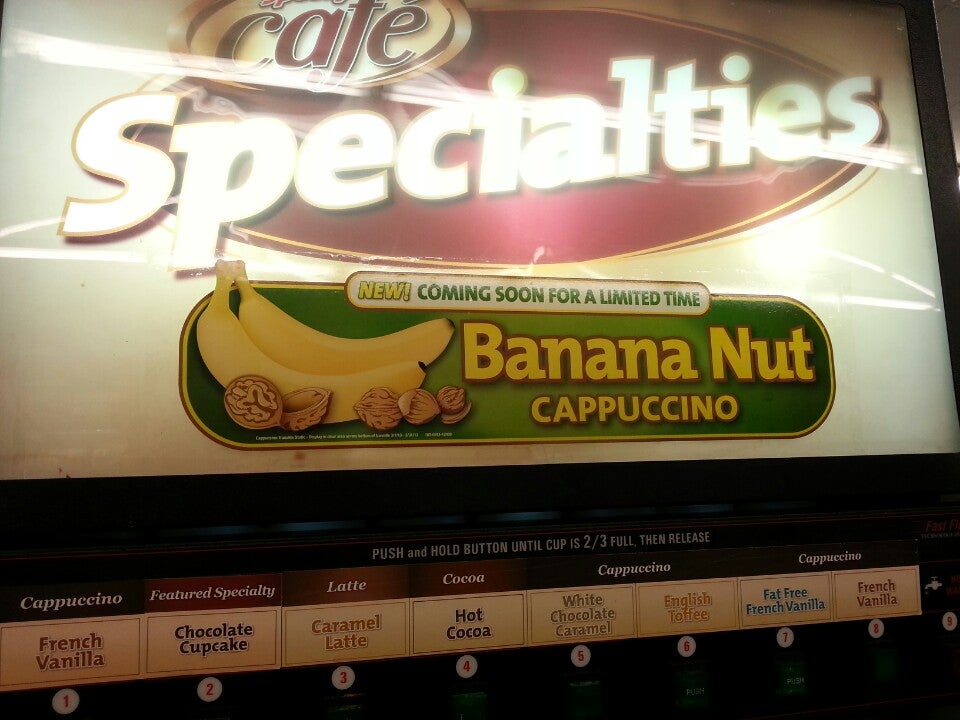 café
Specialties
NEW! COMING SOON FOR A LIMITED TIME
Banana Nut
CAPPUCCINO
PUSH and HOLD BUTTON UNTIL CUP IS 2/3 FULL, THEN RELEASE
Cappuccino
French
Vanilla
1
Featured Specialty
Chocolate
Cupcake
2
Latte
Caramel
Latte
3
Cocoa
Hot
Cocoa
4
Cappuccino
White
Chocolate
Caramel
5
English
Toffee
6
PUSH
Cappuccino
Fat Free
French Vanilla
7
PUSH
French
Vanilla
8
Fast
9